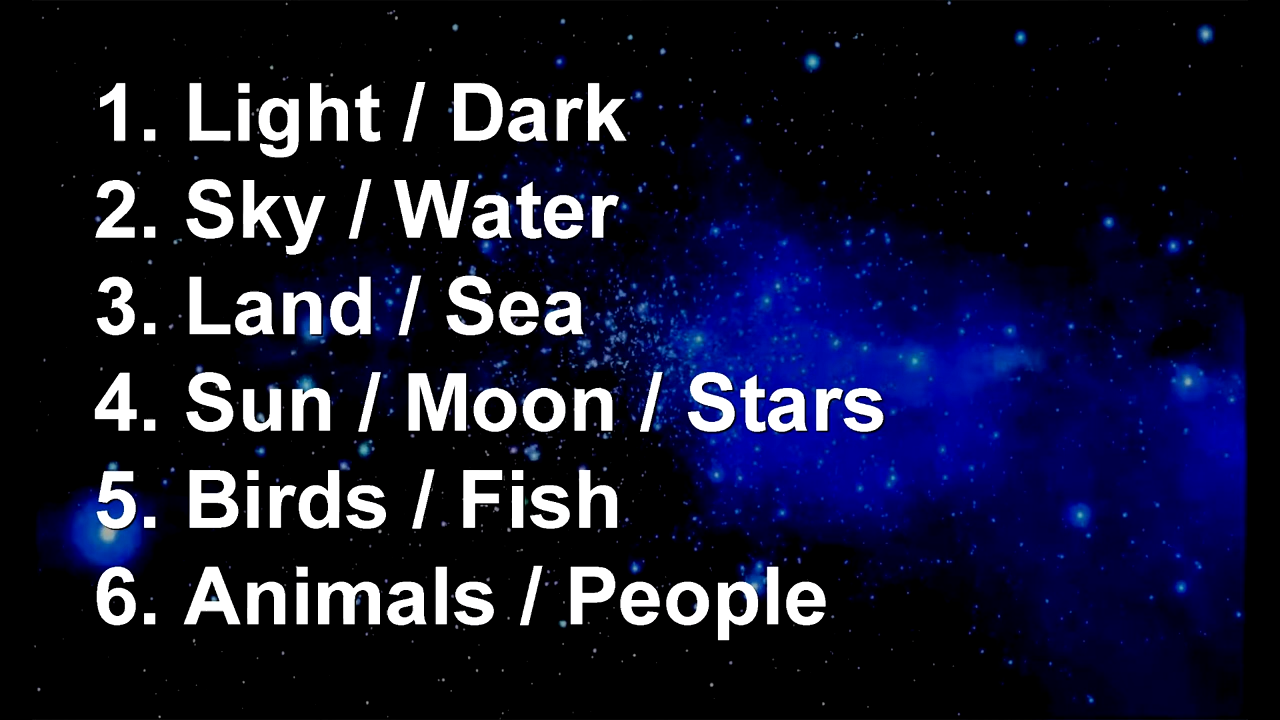 1. Light / Dark
2. Sky / Water
3. Land / Sea
4. Sun / Moon / Stars
5. Birds / Fish
6. Animals / People